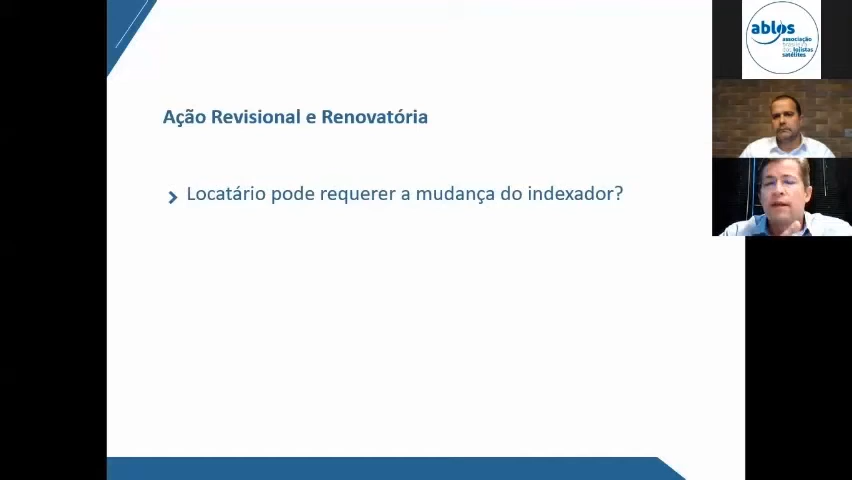 Ação Revisional e Renovatória
Locatário pode requerer a mudança do indexador?
ablos
associação
lojistas
satélites